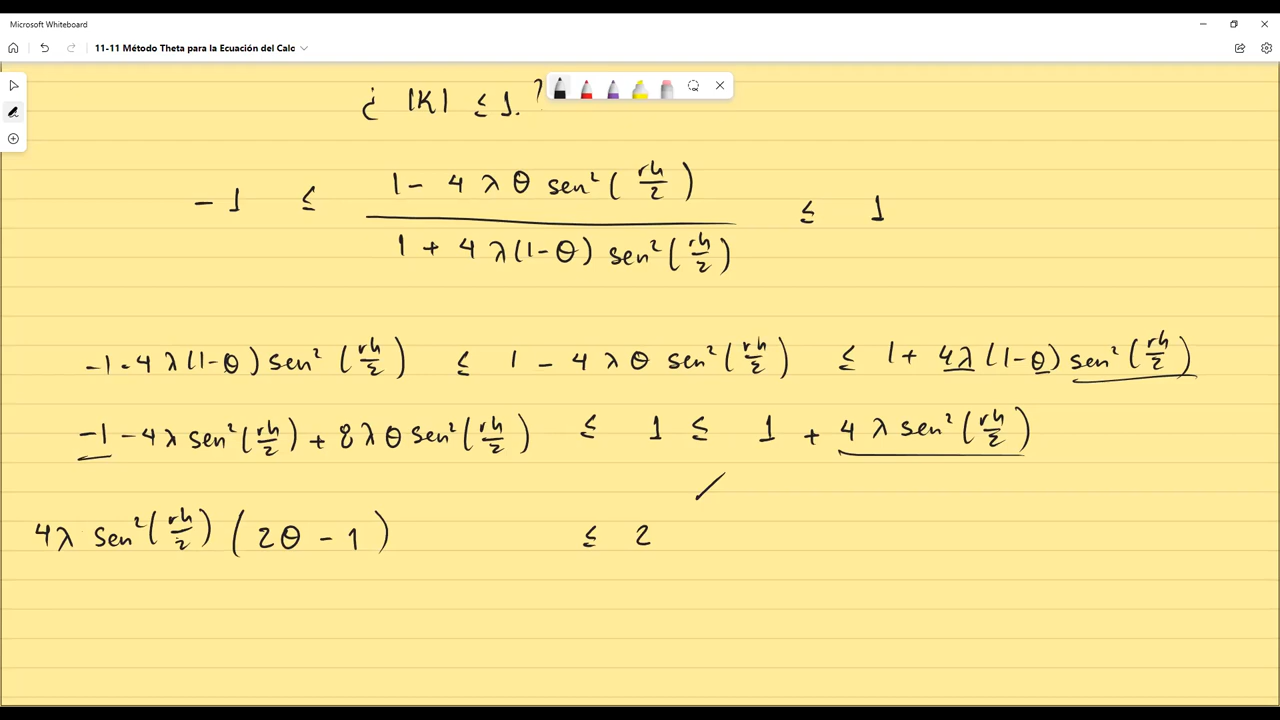 Microsoft Whiteboard
11-11 Método Theta para la Ecuación del Calc
¿ |K| ≤ 1.?
-1 ≤ (1 - 4 λ θ sen²(rh/2)) / (1 + 4 λ(1-θ) sen²(rh/2)) ≤ 1
-1 - 4 λ(1-θ) sen²(rh/2) ≤ 1 - 4 λ θ sen²(rh/2) ≤ 1 + 4λ(1-θ) sen²(rh/2)
-1 - 4λ sen²(rh/2) + 8 λ θ sen²(rh/2) ≤ 1 ≤ 1 + 4 λ sen²(rh/2)
4λ sen²(rh/2) (2θ - 1) ≤ 2